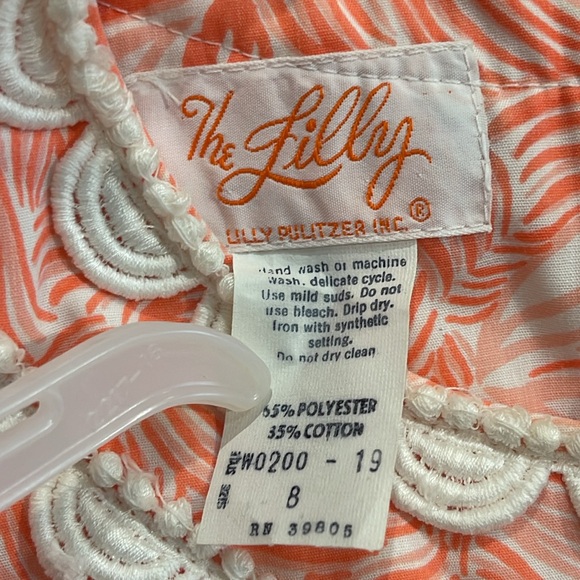 The Lilly ®
LILLY PULITZER INC.
Hand wash or machine
wash. delicate cycle.
Use mild suds. Do not
use bleach. Drip dry.
Iron with synthetic
setting.
Do not dry clean
65% POLYESTER
35% COTTON
STYLE W0200 - 19
SIZE 8
RN 39805